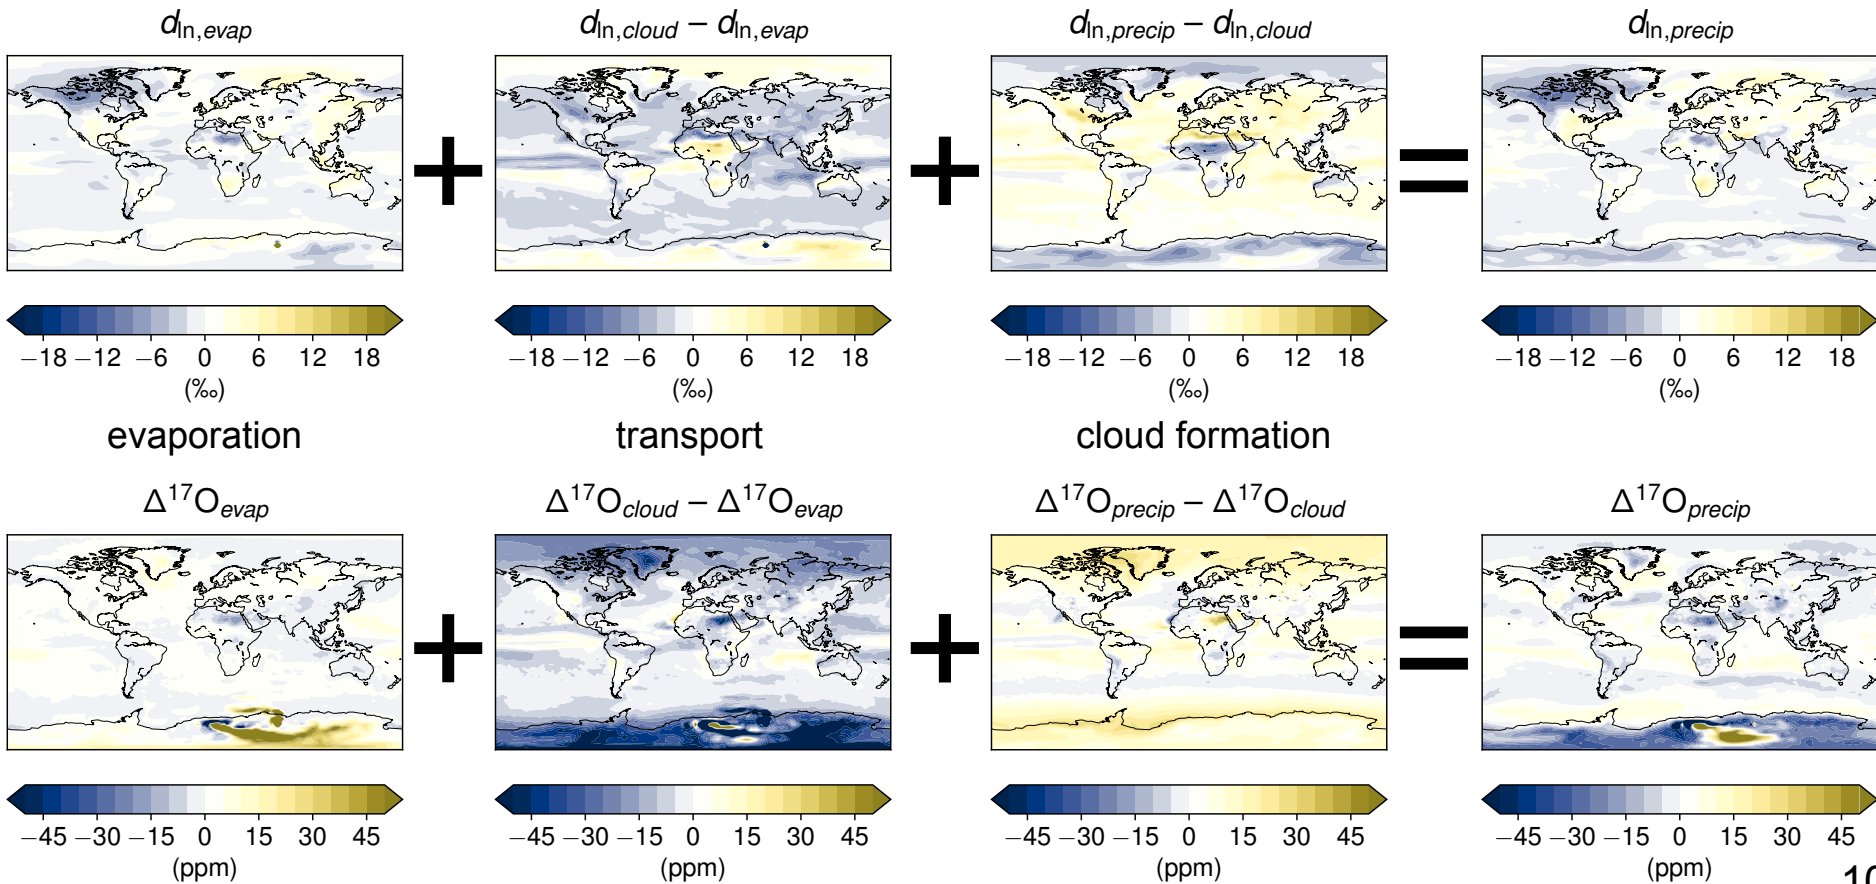 d_ln,evap
d_ln,cloud – d_ln,evap
d_ln,precip – d_ln,cloud
d_ln,precip
+
+
=
−18 −12 −6 0 6 12 18
−18 −12 −6 0 6 12 18
−18 −12 −6 0 6 12 18
−18 −12 −6 0 6 12 18
(‰)
(‰)
(‰)
(‰)
evaporation
transport
cloud formation
Δ¹⁷O_evap
Δ¹⁷O_cloud – Δ¹⁷O_evap
Δ¹⁷O_precip – Δ¹⁷O_cloud
Δ¹⁷O_precip
+
+
=
−45 −30 −15 0 15 30 45
−45 −30 −15 0 15 30 45
−45 −30 −15 0 15 30 45
−45 −30 −15 0 15 30 45
(ppm)
(ppm)
(ppm)
(ppm)